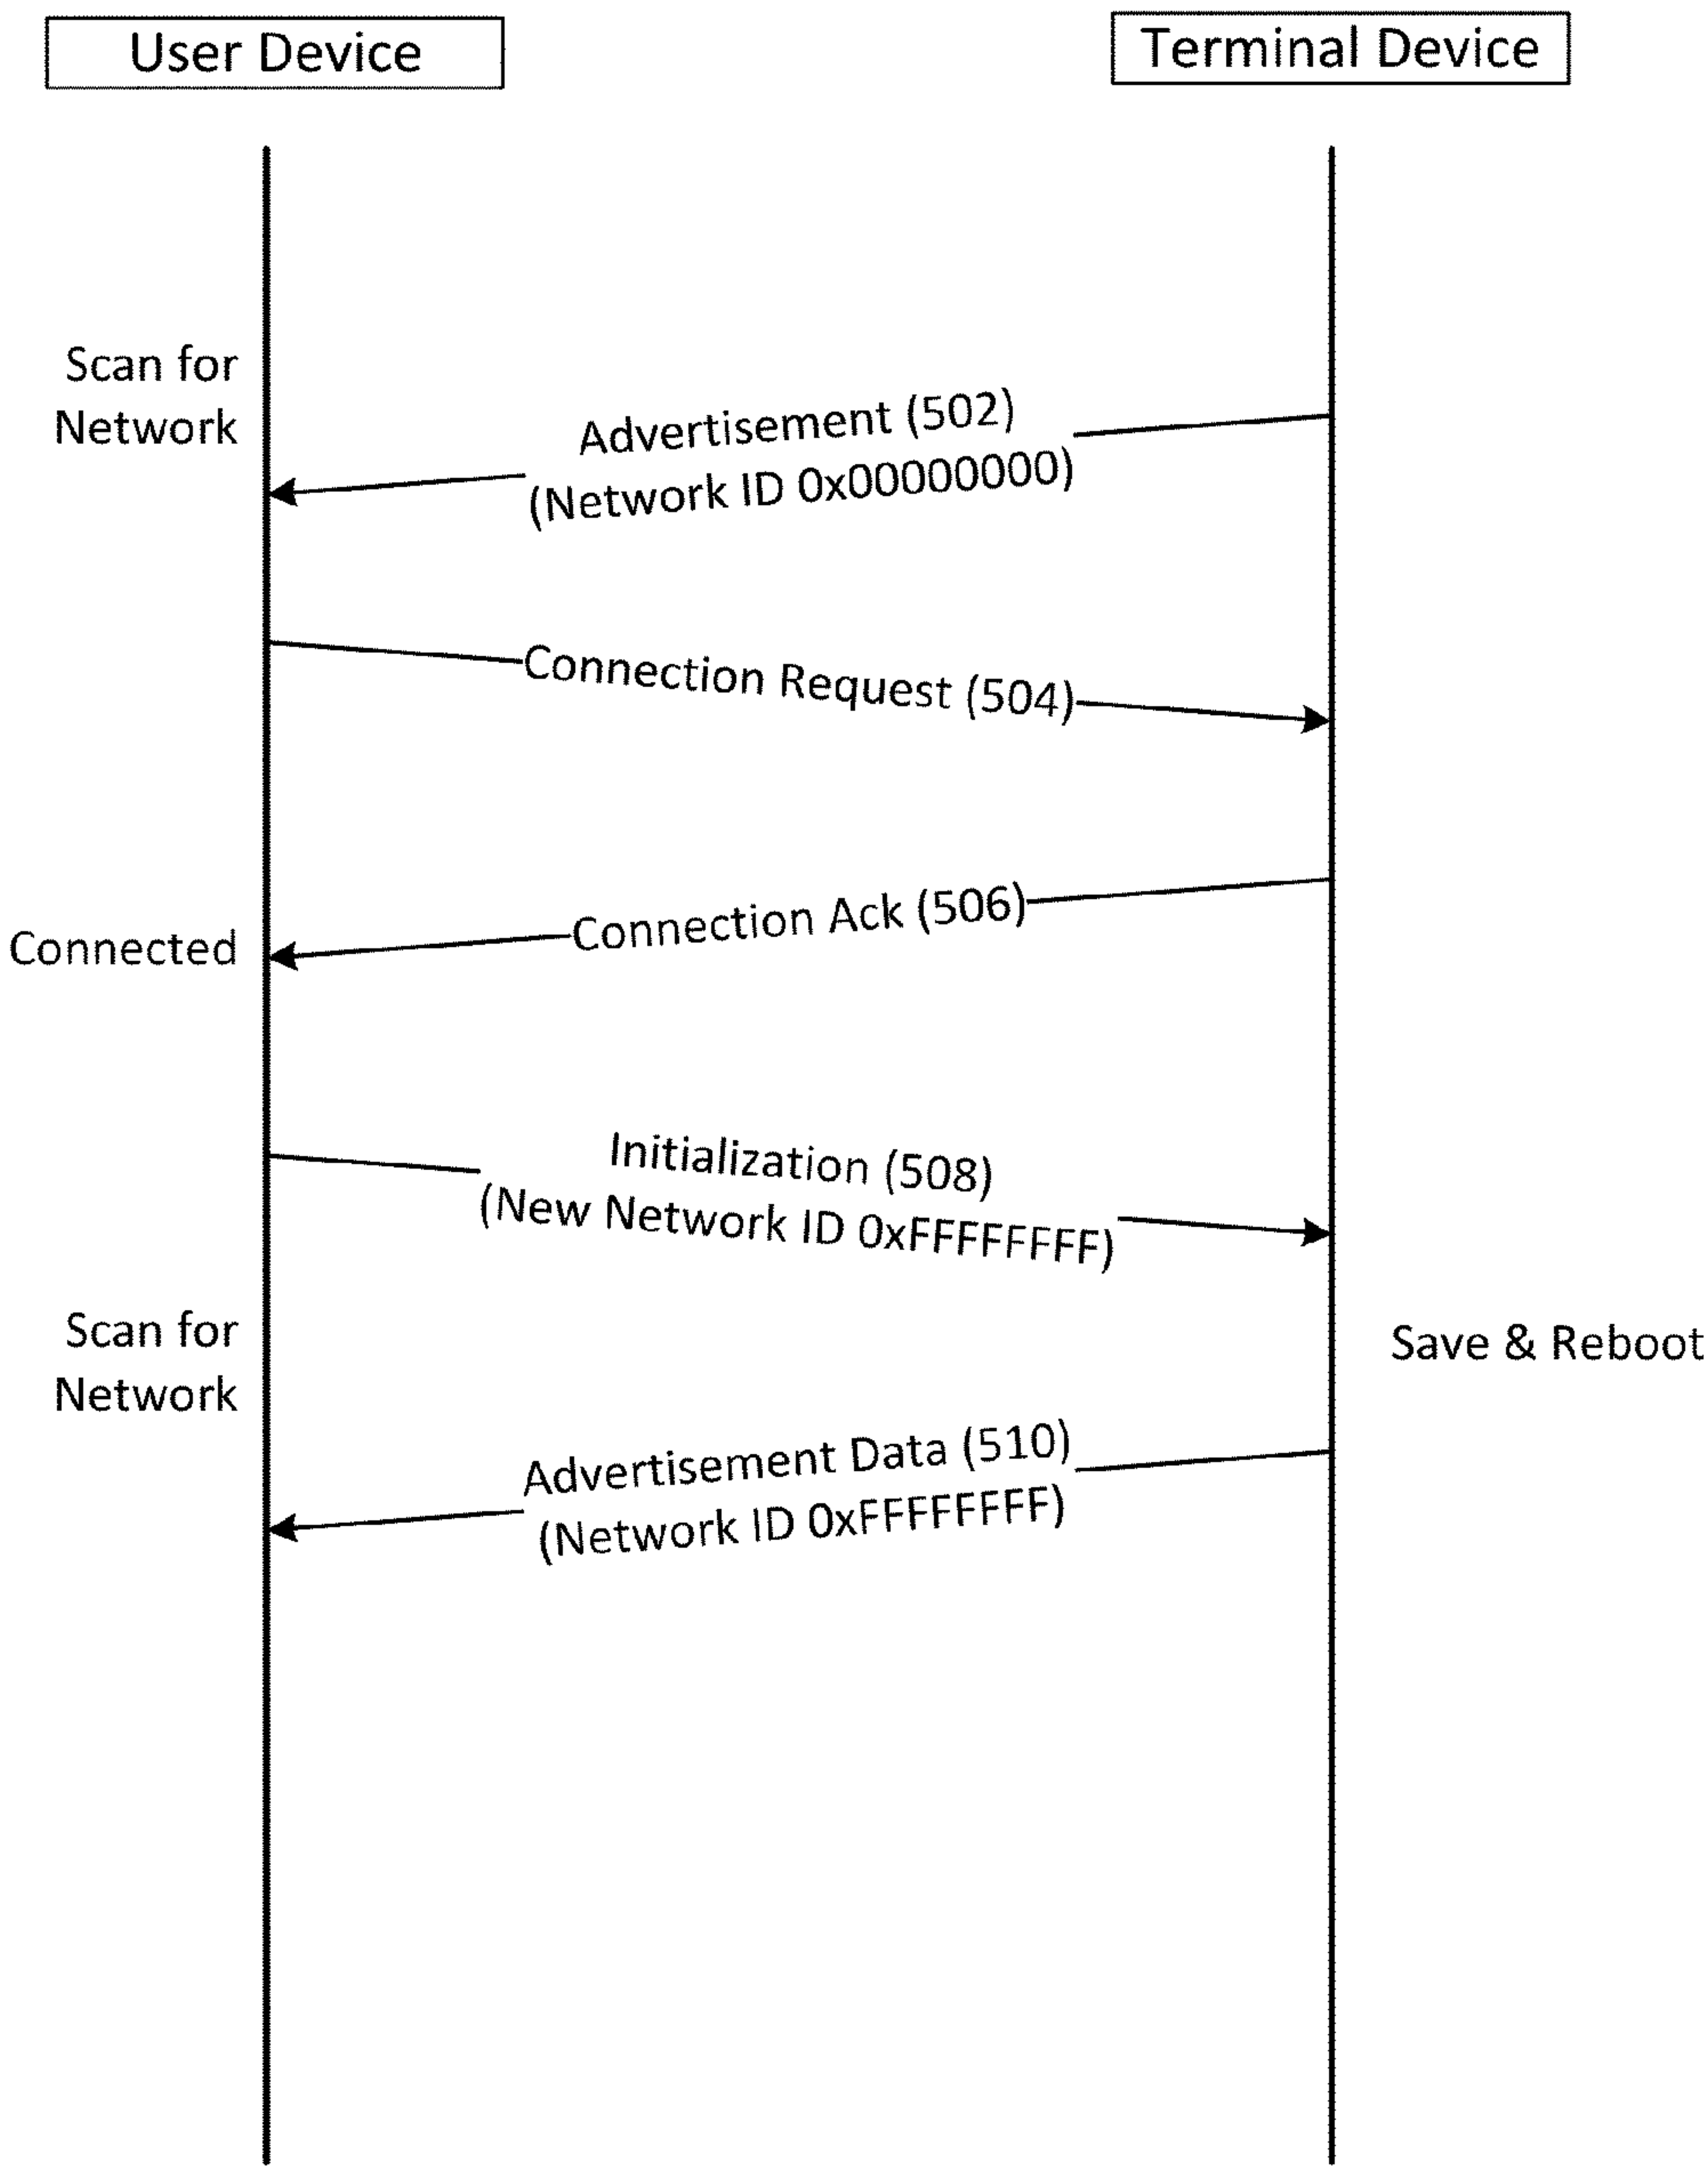 User Device
Terminal Device
Scan for
Network
Advertisement (502)
(Network ID 0x00000000)
Connection Request (504)
Connection Ack (506)
Connected
Initialization (508)
(New Network ID 0xFFFFFFFF)
Scan for
Network
Save & Reboot
Advertisement Data (510)
(Network ID 0xFFFFFFFF)